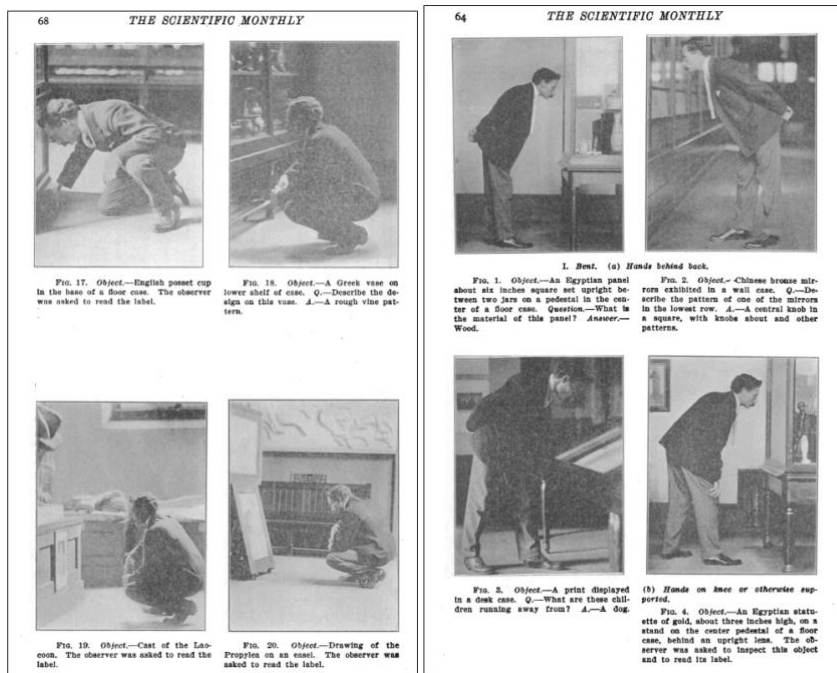 68 THE SCIENTIFIC MONTHLY
FIG. 17. Object.—English posset cup
in the base of a floor case. The observer
was asked to read the label.
FIG. 18. Object.—A Greek vase on
lower shelf of case. Q.—Describe the de-
sign on this vase. A.—A rough vine pat-
tern.
FIG. 19. Object.—Cast of the Lao-
coon. The observer was asked to read the
label.
FIG. 20. Object.—Drawing of the
Propylea on an easel. The observer was
asked to read the label.
64 THE SCIENTIFIC MONTHLY
I. Bent. (a) Hands behind back.
FIG. 1. Object.—An Egyptian panel
about six inches square set upright be-
tween two jars on a pedestal in the cen-
ter of a floor case. Question.—What is
the material of this panel? Answer.—
Wood.
FIG. 2. Object.—Chinese bronze mir-
rors exhibited in a wall case. Q.—De-
scribe the pattern of one of the mirrors
in the lowest row. A.—A central knob in
a square, with knobs about and other
patterns.
FIG. 3. Object.—A print displayed
in a desk case. Q.—What are these chil-
dren running away from? A.—A dog.
(b) Hands on knee or otherwise sup-
ported.
FIG. 4. Object.—An Egyptian statu-
ette of gold, about three inches high, on a
stand on the center pedestal of a floor
case, behind an upright lens. The ob-
server was asked to inspect this object
and to read its label.